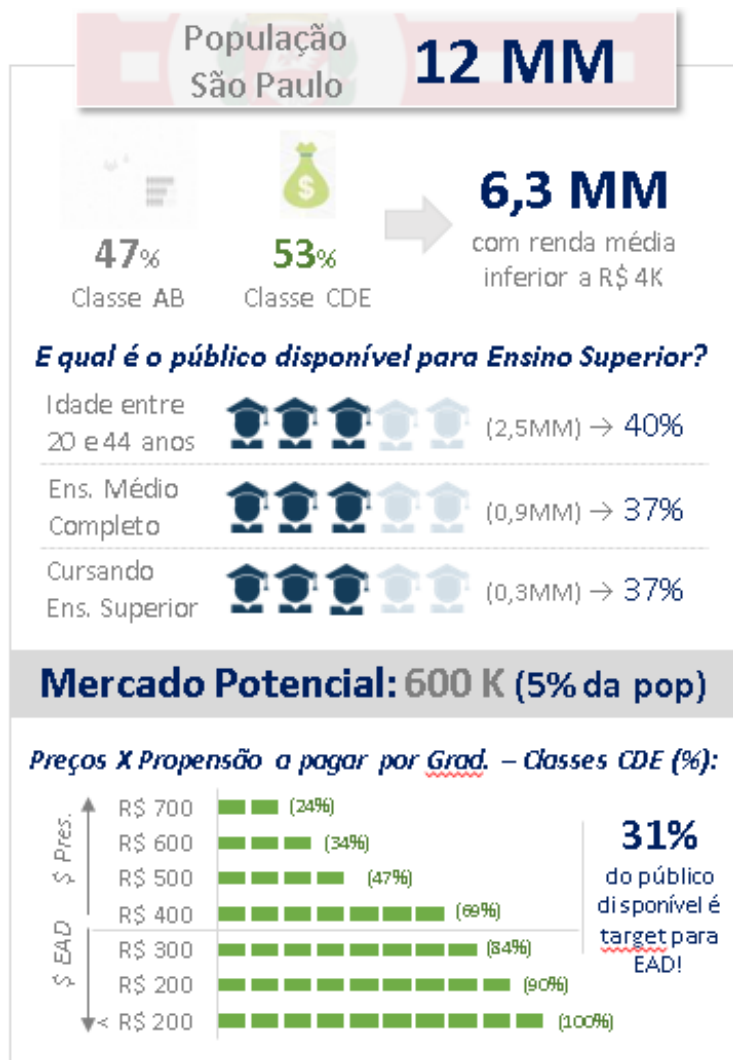 População
São Paulo
12 MM
47%
Classe AB
53%
Classe CDE
6,3 MM
com renda média
inferior a R$ 4K
E qual é o público disponível para Ensino Superior?
Idade entre
20 e 44 anos
(2,5MM) → 40%
Ens. Médio
Completo
(0,9MM) → 37%
Cursando
Ens. Superior
(0,3MM) → 37%
Mercado Potencial: 600 K (5% da pop)
Preços X Propensão a pagar por Grad. – Classes CDE (%):
$ Pres.
$ EAD
R$ 700 (24%)
R$ 600 (34%)
R$ 500 (47%)
R$ 400 (69%)
R$ 300 (84%)
R$ 200 (90%)
< R$ 200 (100%)
31%
do público
disponível é
target para
EAD!